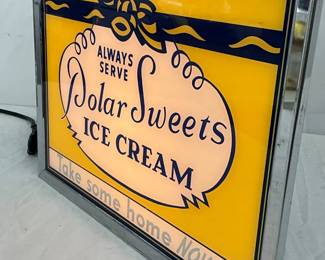 ALWAYS
SERVE
Polar Sweets
ICE CREAM
Take some home NOW